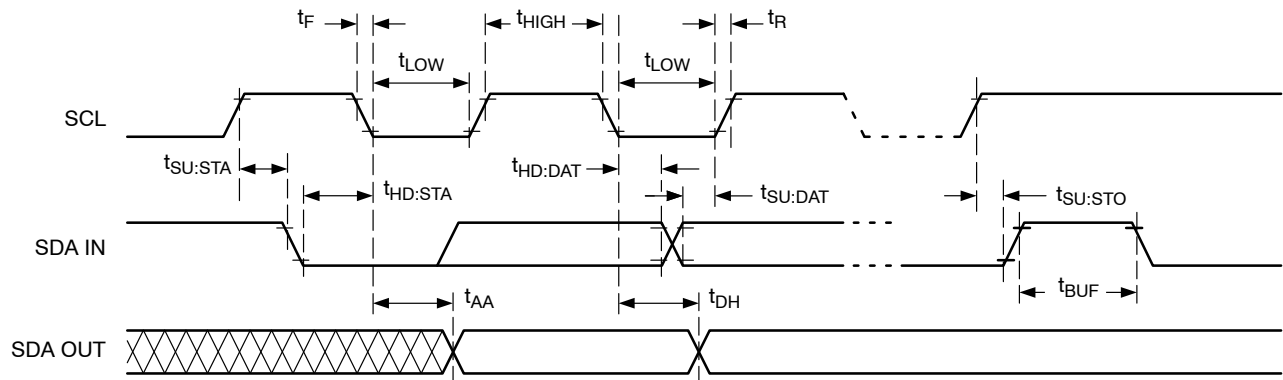 tF
tHIGH
tR
tLOW
tLOW
SCL
tSU:STA
tHD:STA
tHD:DAT
tSU:DAT
tSU:STO
SDA IN
tBUF
tAA
tDH
SDA OUT